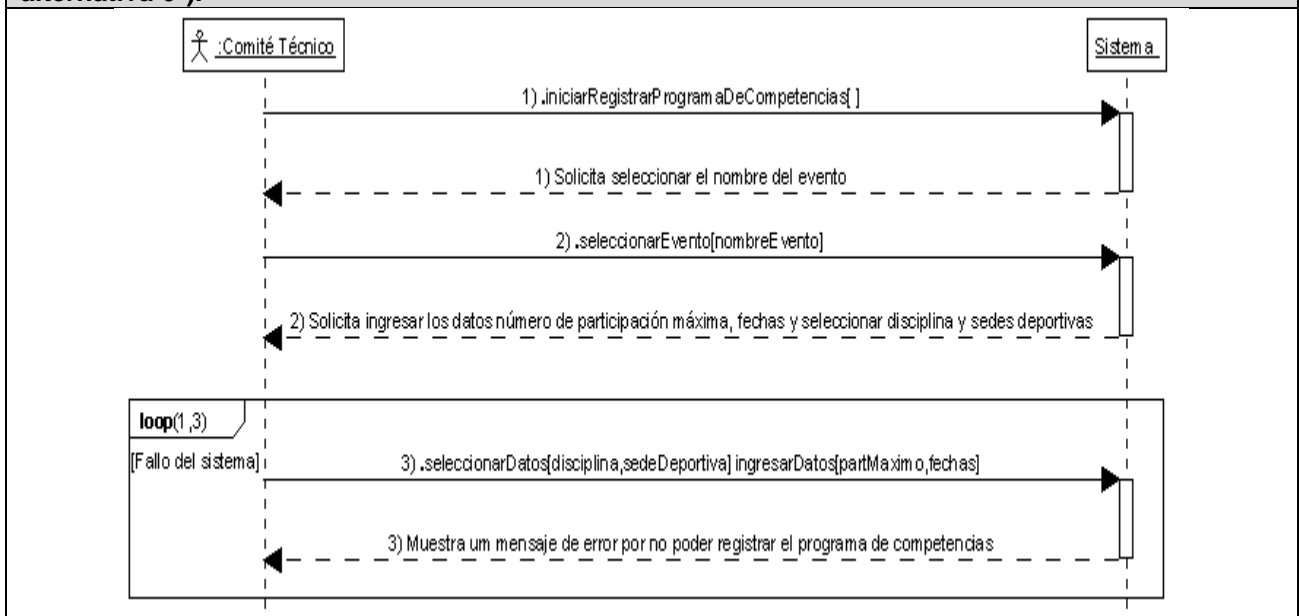 :Comité Técnico
Sistema
1) .iniciarRegistrarProgramaDeCompetencias[ ]
1) Solicita seleccionar el nombre del evento
2) .seleccionarEvento[nombreEvento]
2) Solicita ingresar los datos número de participación máxima, fechas y seleccionar disciplina y sedes deportivas
loop(1,3)
[Fallo del sistema]
3) .seleccionarDatos[disciplina,sedeDeportiva] ingresarDatos[partMaximo,fechas]
3) Muestra um mensaje de error por no poder registrar el programa de competencias